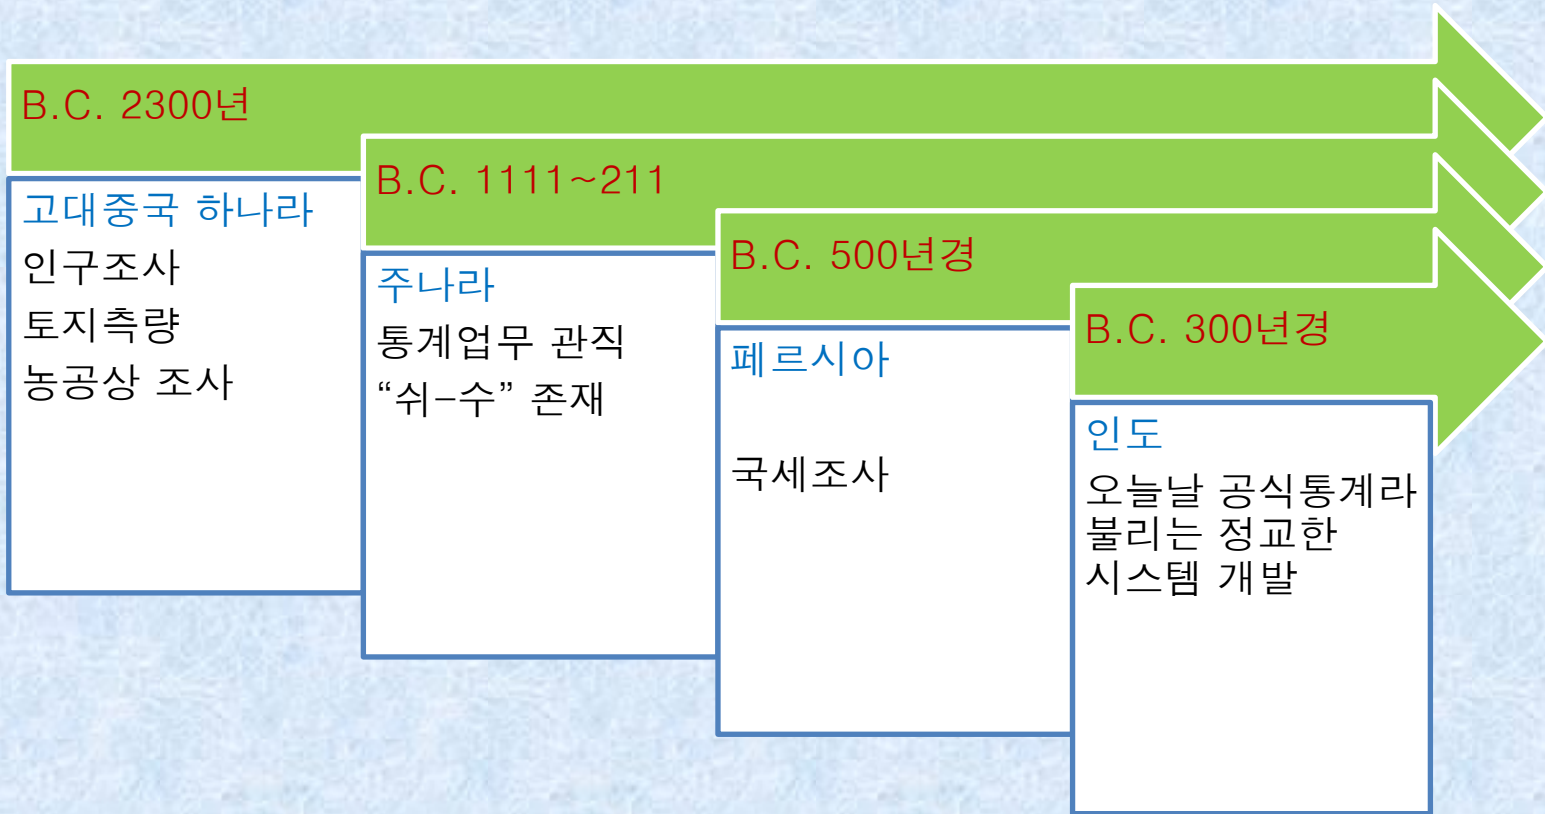 B.C. 2300년
고대중국 하나라
인구조사
토지측량
농공상 조사
B.C. 1111~211
주나라
통계업무 관직
“쉬-수” 존재
B.C. 500년경
페르시아
국세조사
B.C. 300년경
인도
오늘날 공식통계라
불리는 정교한
시스템 개발